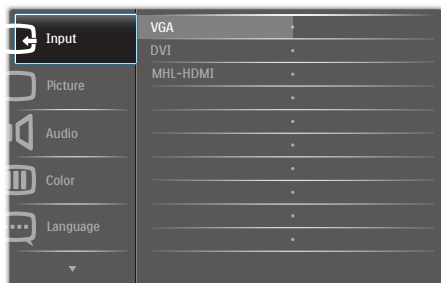 Input
Picture
Audio
Color
Language
VGA
DVI
MHL-HDMI